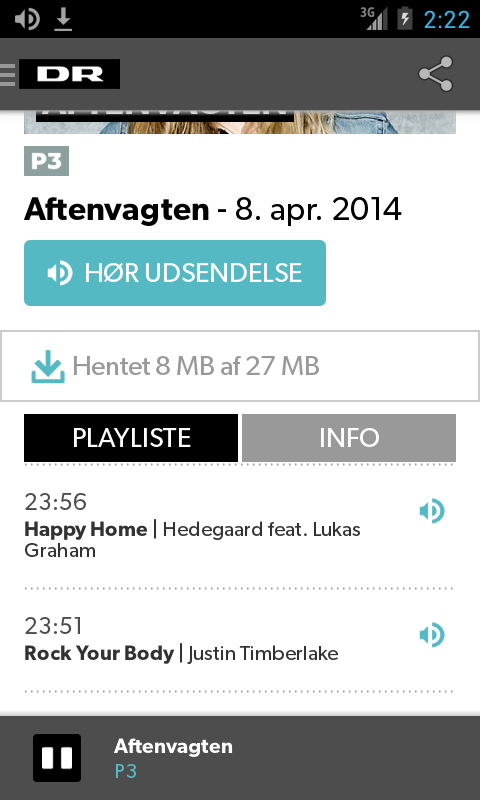 3G
2:22
DR
AFTENVAGTEN
P3
Aftenvagten - 8. apr. 2014
HØR UDSENDELSE
Hentet 8 MB af 27 MB
PLAYLISTE
INFO
23:56
Happy Home | Hedegaard feat. Lukas
Graham
23:51
Rock Your Body | Justin Timberlake
Aftenvagten
P3